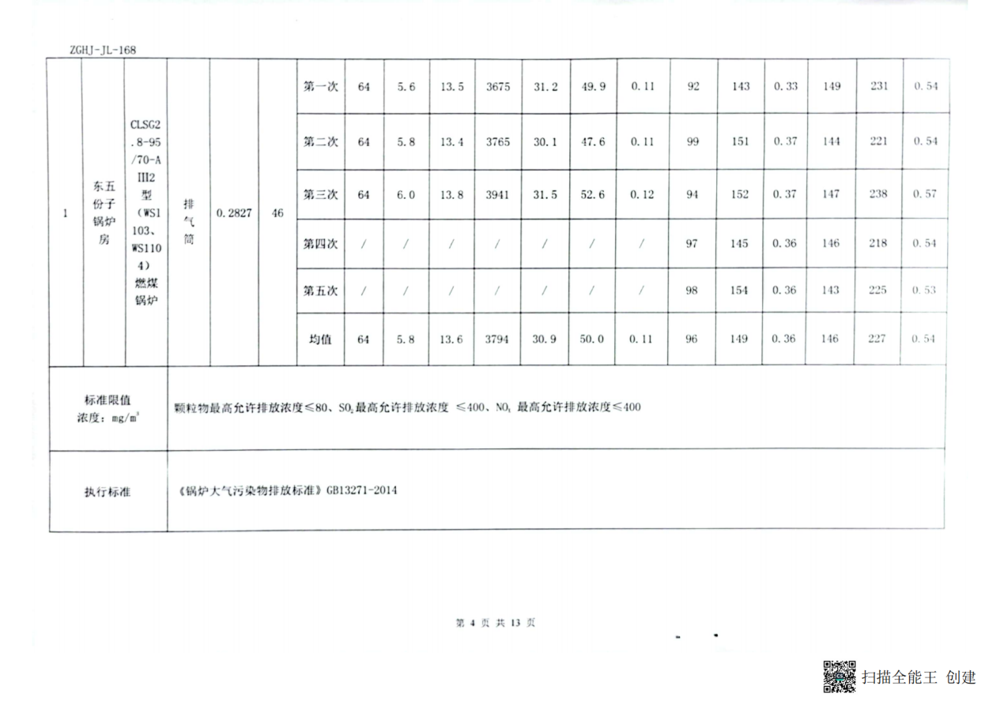 ZGHJ-JL-168
1
东五
份子
锅炉
房
CLSG2
.8-95
/70-A
Ⅲ2
型
（WS1
103、
WS110
4）
燃煤
锅炉
排
气
筒
0.2827
46
第一次 64 5.6 13.5 3675 31.2 49.9 0.11 92 143 0.33 149 231 0.54
第二次 64 5.8 13.4 3765 30.1 47.6 0.11 99 151 0.37 144 221 0.54
第三次 64 6.0 13.8 3941 31.5 52.6 0.12 94 152 0.37 147 238 0.57
第四次 / / / / / / / 97 145 0.36 146 218 0.54
第五次 / / / / / / / 98 154 0.36 143 225 0.53
均值 64 5.8 13.6 3794 30.9 50.0 0.11 96 149 0.36 146 227 0.54
标准限值
浓度：mg/m³
颗粒物最高允许排放浓度≤80、SO₂最高允许排放浓度 ≤400、NOₓ 最高允许排放浓度≤400
执行标准
《锅炉大气污染物排放标准》GB13271-2014
第 4 页 共 13 页
扫描全能王 创建